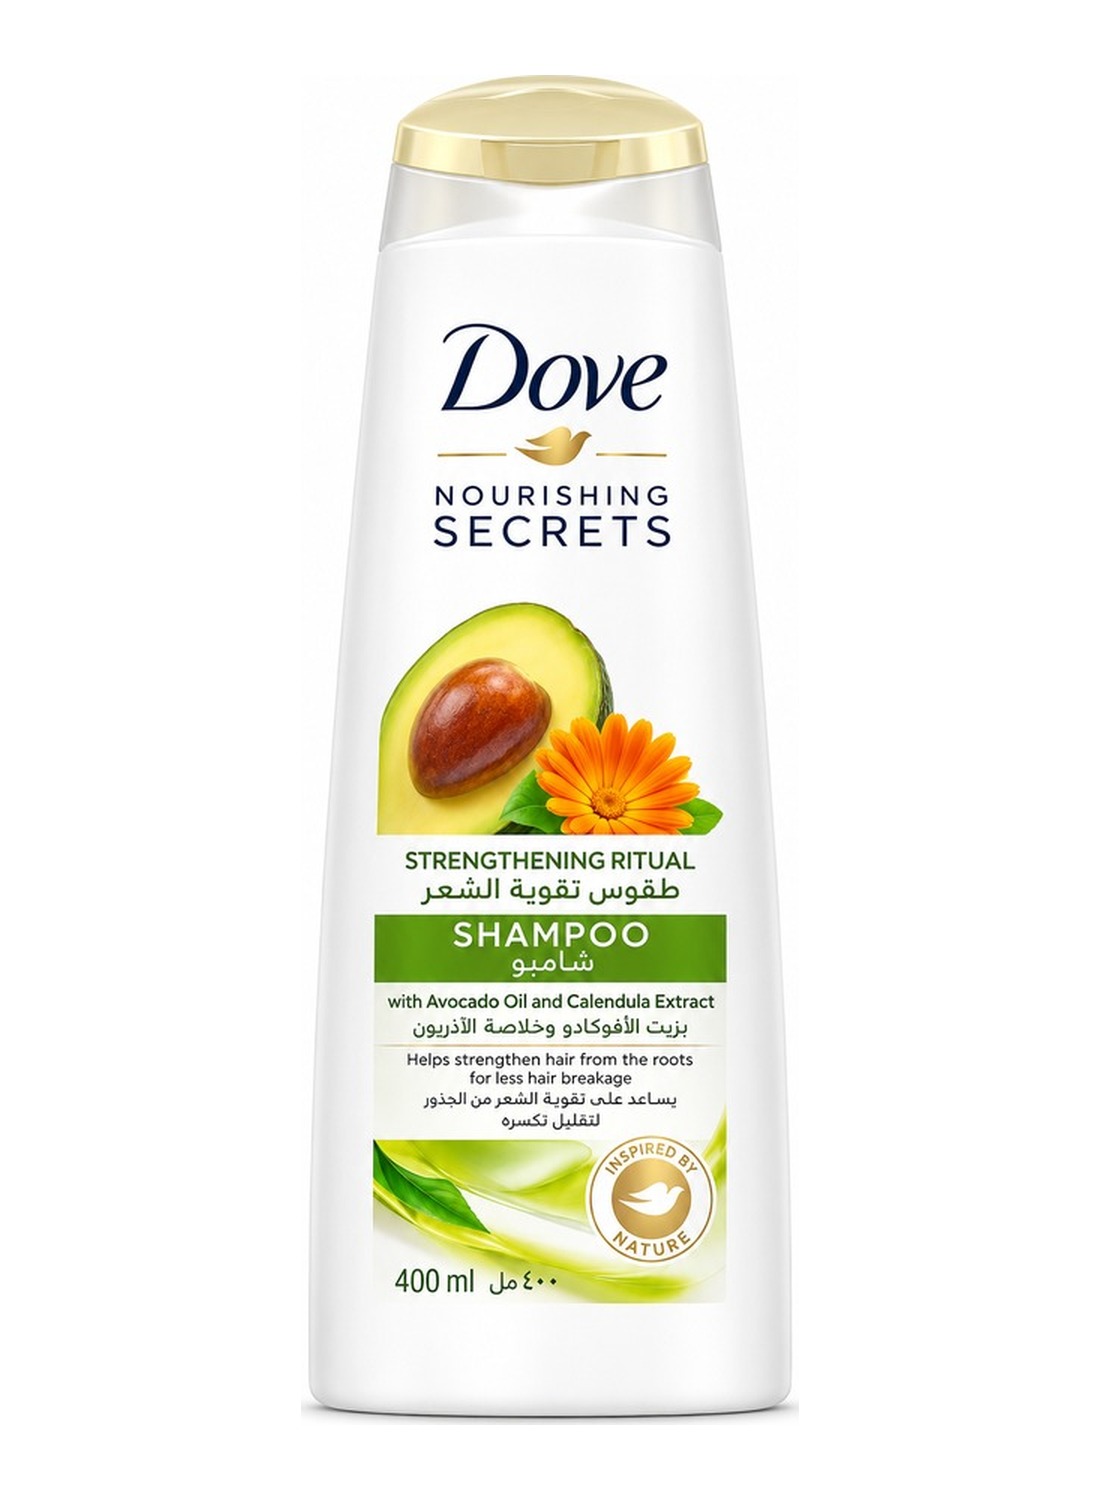 Dove
NOURISHING
SECRETS
STRENGTHENING RITUAL
طقوس تقوية الشعر
SHAMPOO
شامبو
with Avocado Oil and Calendula Extract
بزيت الأفوكادو وخلاصة الآذريون
Helps strengthen hair from the roots
for less hair breakage
يساعد على تقوية الشعر من الجذور
لتقليل تكسره
INSPIRED BY
NATURE
400 ml ٤٠٠ مل